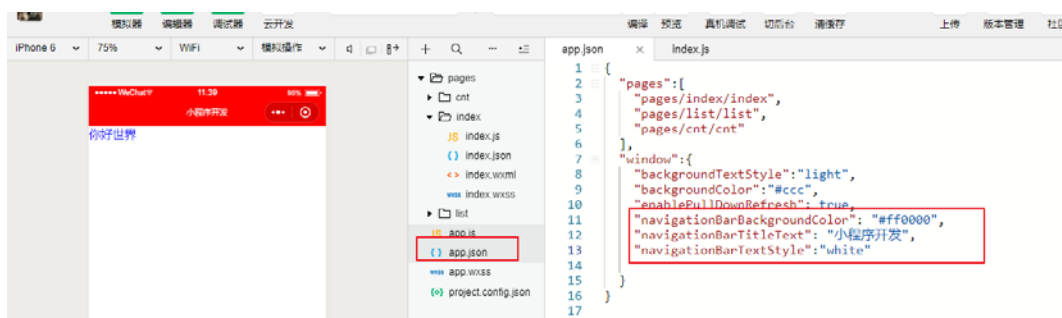 模拟器 编辑器 调试器 云开发 编译 预览 真机调试 切后台 清缓存 上传 版本管理
iPhone 6 75% WiFi 模拟操作
WeChat 11:39 95%
小程序开发
你好世界
pages
cnt
index
JS index.js
{ } index.json
< > index.wxml
wxss index.wxss
list
JS app.js
{ } app.json
wxss app.wxss
{o} project.config.json
app.json × index.js
1 {
2 "pages":[
3 "pages/index/index",
4 "pages/list/list",
5 "pages/cnt/cnt"
6 ],
7 "window":{
8 "backgroundTextStyle":"light",
9 "backgroundColor":"#ccc",
10 "enablePullDownRefresh": true,
11 "navigationBarBackgroundColor": "#ff0000",
12 "navigationBarTitleText": "小程序开发",
13 "navigationBarTextStyle":"white"
14
15 }
16 }
17